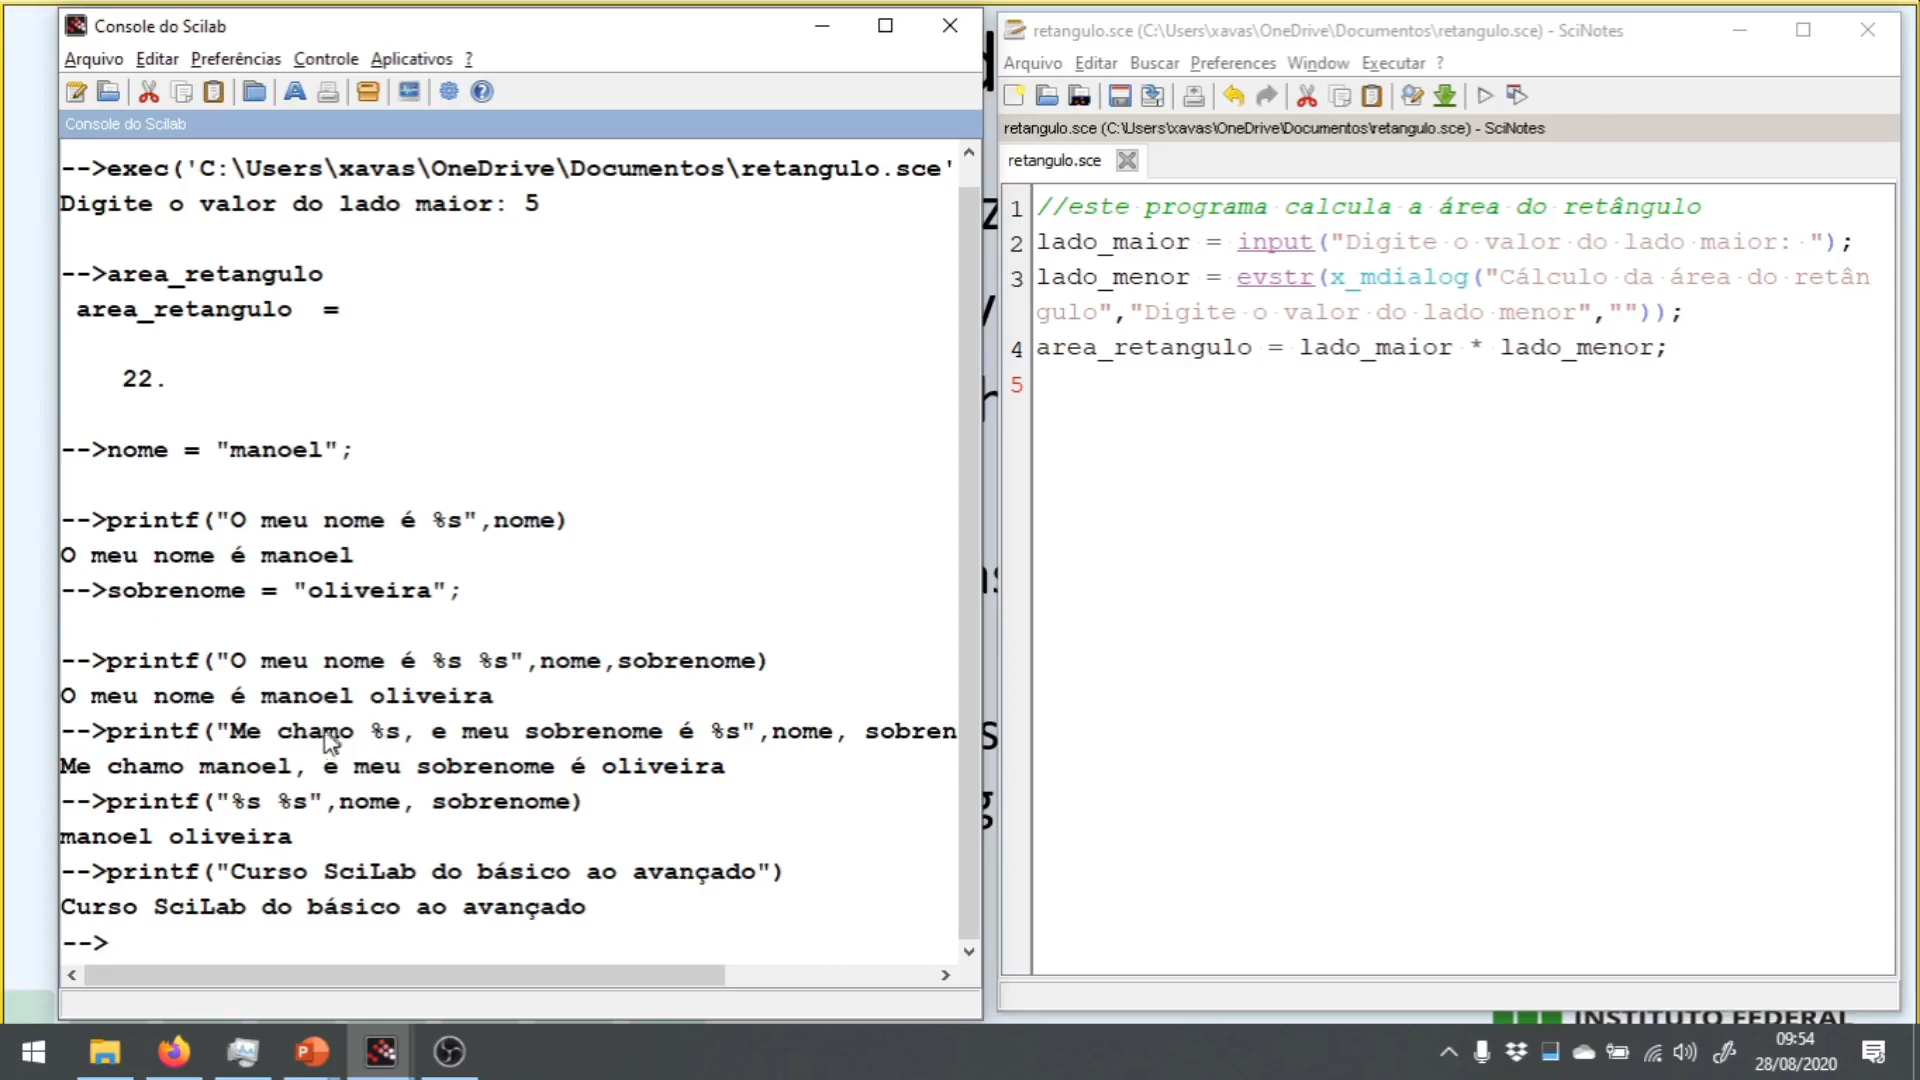 Console do Scilab
Arquivo Editar Preferências Controle Aplicativos ?
Console do Scilab
-->exec('C:\Users\xavas\OneDrive\Documentos\retangulo.sce'
Digite o valor do lado maior: 5
-->area_retangulo
area_retangulo =
22.
-->nome = "manoel";
-->printf("O meu nome é %s",nome)
O meu nome é manoel
-->sobrenome = "oliveira";
-->printf("O meu nome é %s %s",nome,sobrenome)
O meu nome é manoel oliveira
-->printf("Me chamo %s, e meu sobrenome é %s",nome, sobren
Me chamo manoel, e meu sobrenome é oliveira
-->printf("%s %s",nome, sobrenome)
manoel oliveira
-->printf("Curso SciLab do básico ao avançado")
Curso SciLab do básico ao avançado
-->
retangulo.sce (C:\Users\xavas\OneDrive\Documentos\retangulo.sce) - SciNotes
Arquivo Editar Buscar Preferences Window Executar ?
retangulo.sce (C:\Users\xavas\OneDrive\Documentos\retangulo.sce) - SciNotes
retangulo.sce
1 //este programa calcula a área do retângulo
2 lado_maior = input("Digite o valor do lado maior: ");
3 lado_menor = evstr(x_mdialog("Cálculo da área do retân
gulo","Digite o valor do lado menor",""));
4 area_retangulo = lado_maior * lado_menor;
5
INSTITUTO FEDERAL
09:54
28/08/2020